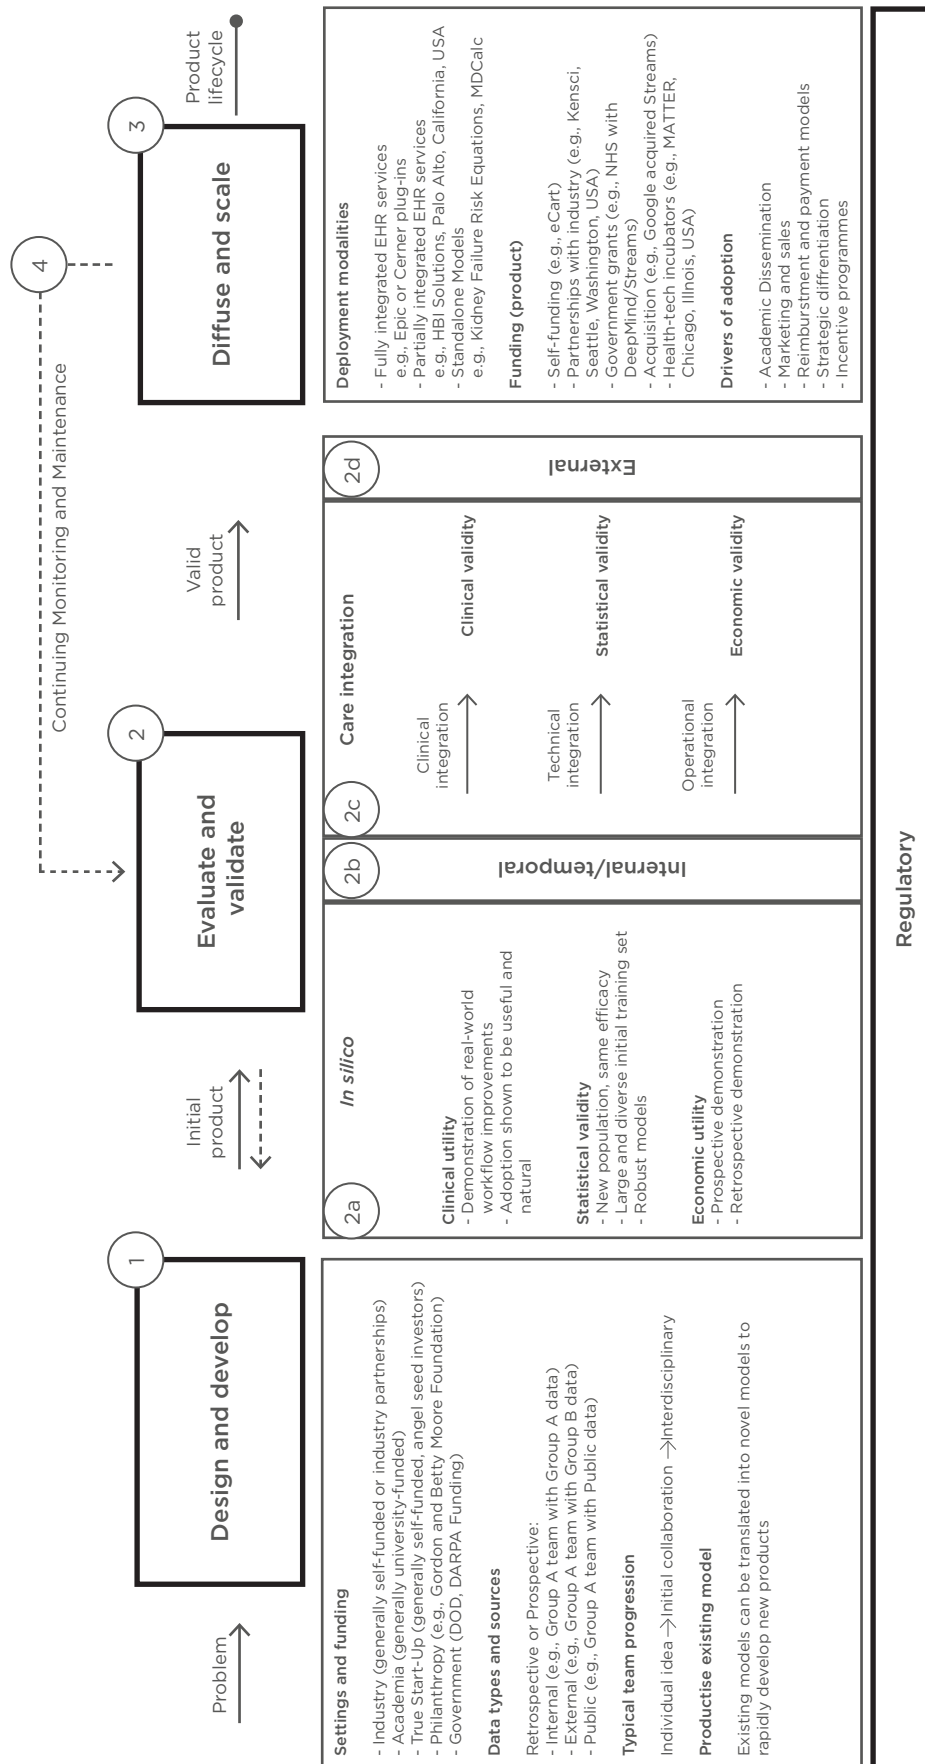 Problem
1
Design and develop
Settings and funding
- Industry (generally self-funded or industry partnerships)
- Academia (generally university-funded)
- True Start-Up (generally self-funded, angel seed investors)
- Philanthropy (e.g., Gordon and Betty Moore Foundation)
- Government (DOD, DARPA Funding)
Data types and sources
Retrospective or Prospective:
- Internal (e.g., Group A team with Group A data)
- External (e.g., Group A team with Group B data)
- Public (e.g., Group A team with Public data)
Typical team progression
Individual idea → Initial collaboration → Interdisciplinary
Productise existing model
Existing models can be translated into novel models to
rapidly develop new products
Initial
product
2
Evaluate and
validate
2a
In silico
Clinical utility
- Demonstration of real-world
workflow improvements
- Adoption shown to be useful and
natural
Statistical validity
- New population, same efficacy
- Large and diverse initial training set
- Robust models
Economic utility
- Prospective demonstration
- Retrospective demonstration
2b
Internal/temporal
2c
Care integration
Clinical
integration
Clinical validity
Technical
integration
Statistical validity
Operational
integration
Economic validity
2d
External
Valid
product
Continuing Monitoring and Maintenance
4
3
Diffuse and scale
Product
lifecycle
Deployment modalities
- Fully integrated EHR services
e.g., Epic or Cerner plug-ins
- Partially integrated EHR services
e.g., HBI Solutions, Palo Alto, California, USA
- Standalone Models
e.g., Kidney Failure Risk Equations, MDCalc
Funding (product)
- Self-funding (e.g., eCart)
- Partnerships with industry (e.g., Kensci,
Seattle, Washington, USA)
- Government grants (e.g., NHS with
DeepMind/Streams)
- Acquisition (e.g., Google acquired Streams)
- Health-tech incubators (e.g., MATTER,
Chicago, Illinois, USA)
Drivers of adoption
- Academic Dissemination
- Marketing and sales
- Reimburstment and payment models
- Strategic diffrentiation
- Incentive programmes
Regulatory